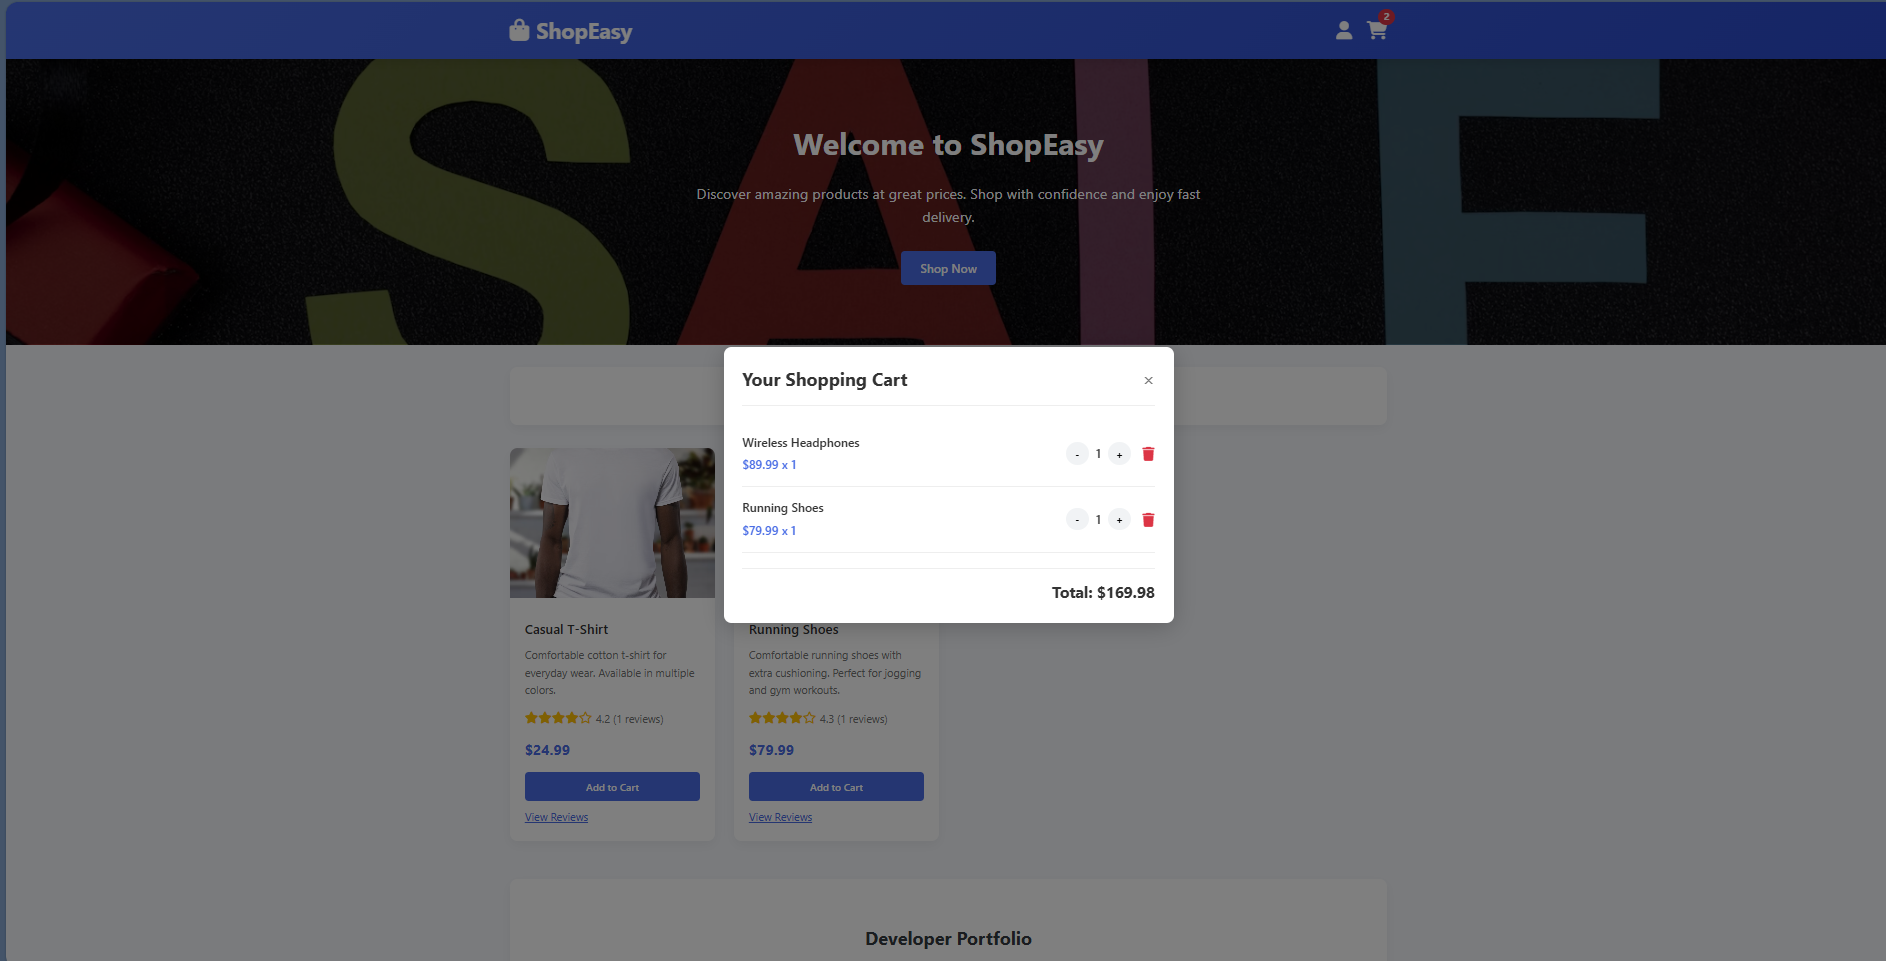 ShopEasy
2
SALE
Welcome to ShopEasy
Discover amazing products at great prices. Shop with confidence and enjoy fast
delivery.
Shop Now
Your Shopping Cart
×
Wireless Headphones
$89.99 x 1
- 1 +
Running Shoes
$79.99 x 1
- 1 +
Total: $169.98
Casual T-Shirt
Comfortable cotton t-shirt for
everyday wear. Available in multiple
colors.
4.2 (1 reviews)
$24.99
Add to Cart
View Reviews
Running Shoes
Comfortable running shoes with
extra cushioning. Perfect for jogging
and gym workouts.
4.3 (1 reviews)
$79.99
Add to Cart
View Reviews
Developer Portfolio